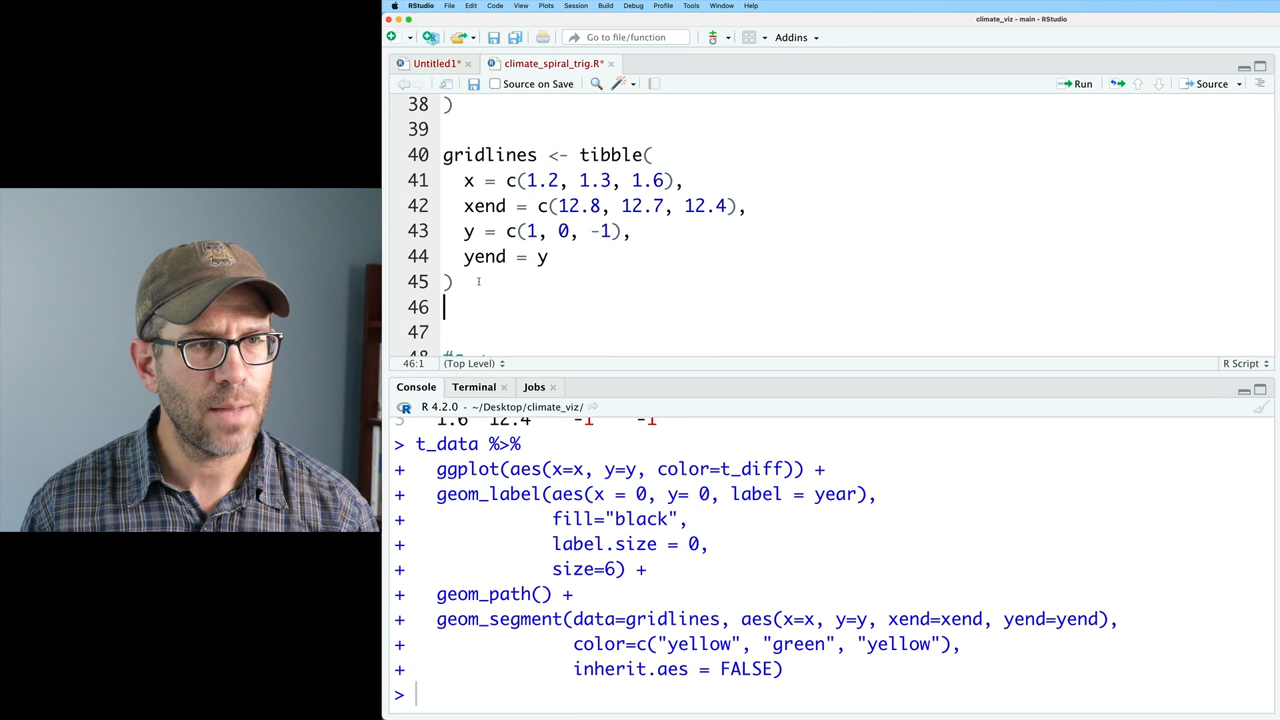 RStudio File Edit Code View Plots Session Build Debug Profile Tools Window Help
climate_viz - main - RStudio
Go to file/function Addins
Untitled1* climate_spiral_trig.R*
Source on Save Run Source
38 )
39
40 gridlines <- tibble(
41 x = c(1.2, 1.3, 1.6),
42 xend = c(12.8, 12.7, 12.4),
43 y = c(1, 0, -1),
44 yend = y
45 )
46
47
48
46:1 (Top Level) R Script
Console Terminal Jobs
R 4.2.0 · ~/Desktop/climate_viz/
3 1.6 12.4 -1 -1
> t_data %>%
+ ggplot(aes(x=x, y=y, color=t_diff)) +
+ geom_label(aes(x = 0, y= 0, label = year),
+ fill="black",
+ label.size = 0,
+ size=6) +
+ geom_path() +
+ geom_segment(data=gridlines, aes(x=x, y=y, xend=xend, yend=yend),
+ color=c("yellow", "green", "yellow"),
+ inherit.aes = FALSE)
>